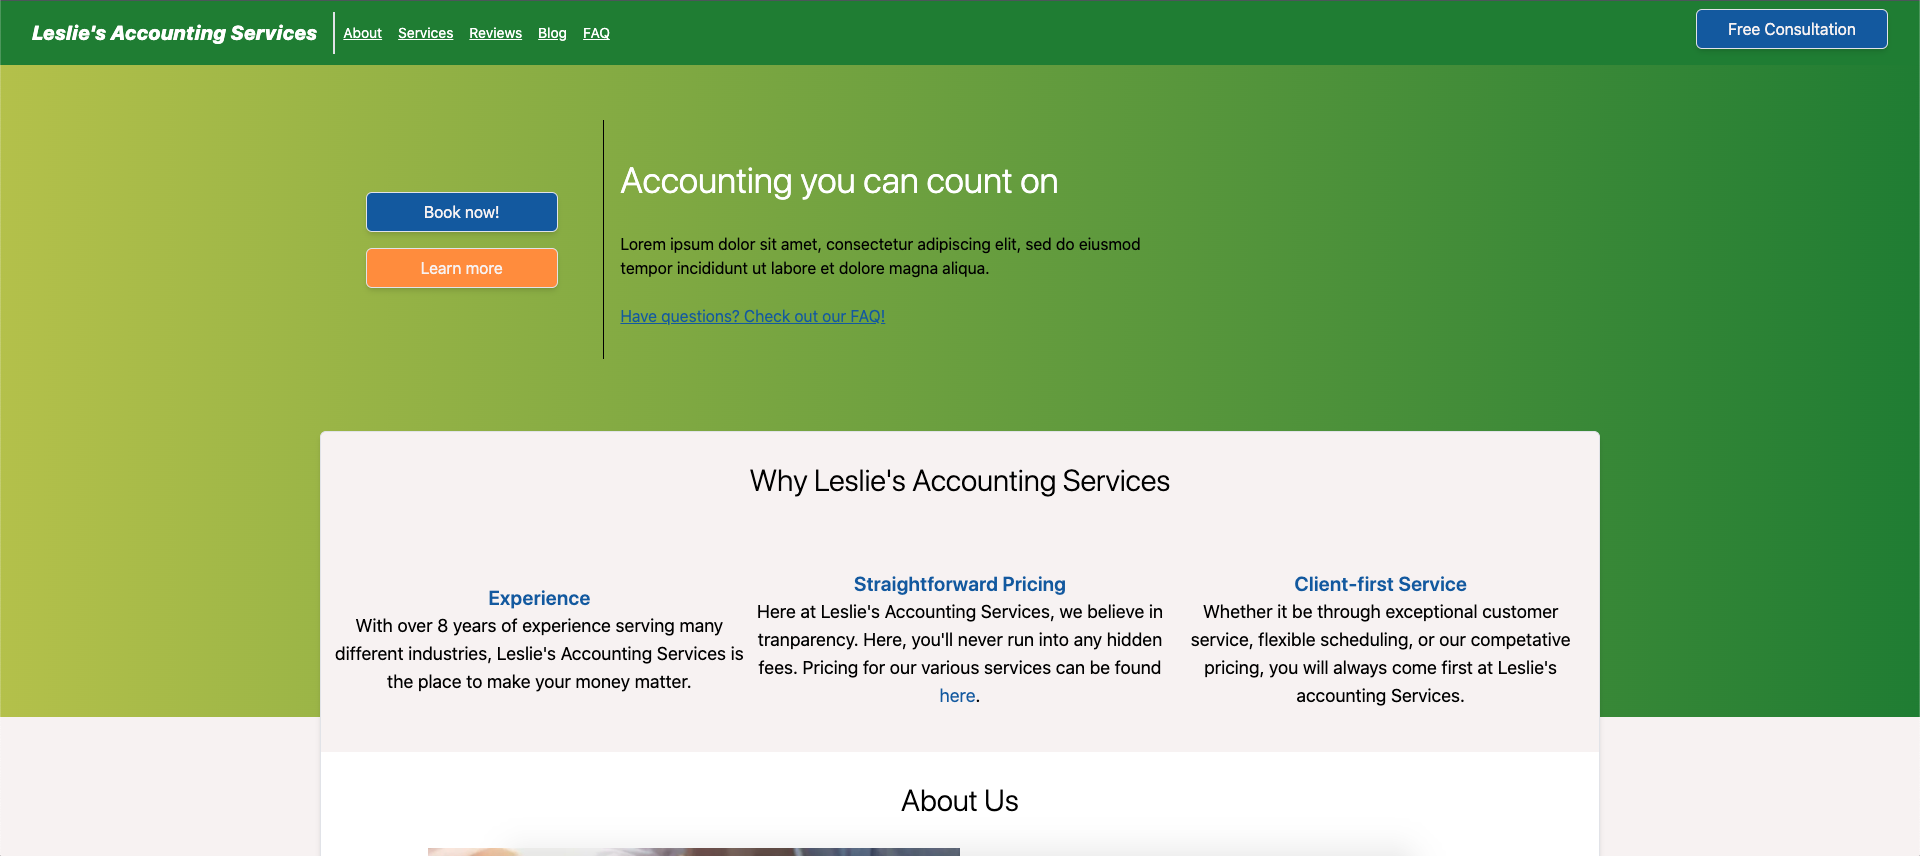 Leslie's Accounting Services
About Services Reviews Blog FAQ
Free Consultation
Book now!
Learn more
Accounting you can count on
Lorem ipsum dolor sit amet, consectetur adipiscing elit, sed do eiusmod
tempor incididunt ut labore et dolore magna aliqua.
Have questions? Check out our FAQ!
Why Leslie's Accounting Services
Experience
With over 8 years of experience serving many
different industries, Leslie's Accounting Services is
the place to make your money matter.
Straightforward Pricing
Here at Leslie's Accounting Services, we believe in
tranparency. Here, you'll never run into any hidden
fees. Pricing for our various services can be found
here.
Client-first Service
Whether it be through exceptional customer
service, flexible scheduling, or our competative
pricing, you will always come first at Leslie's
accounting Services.
About Us